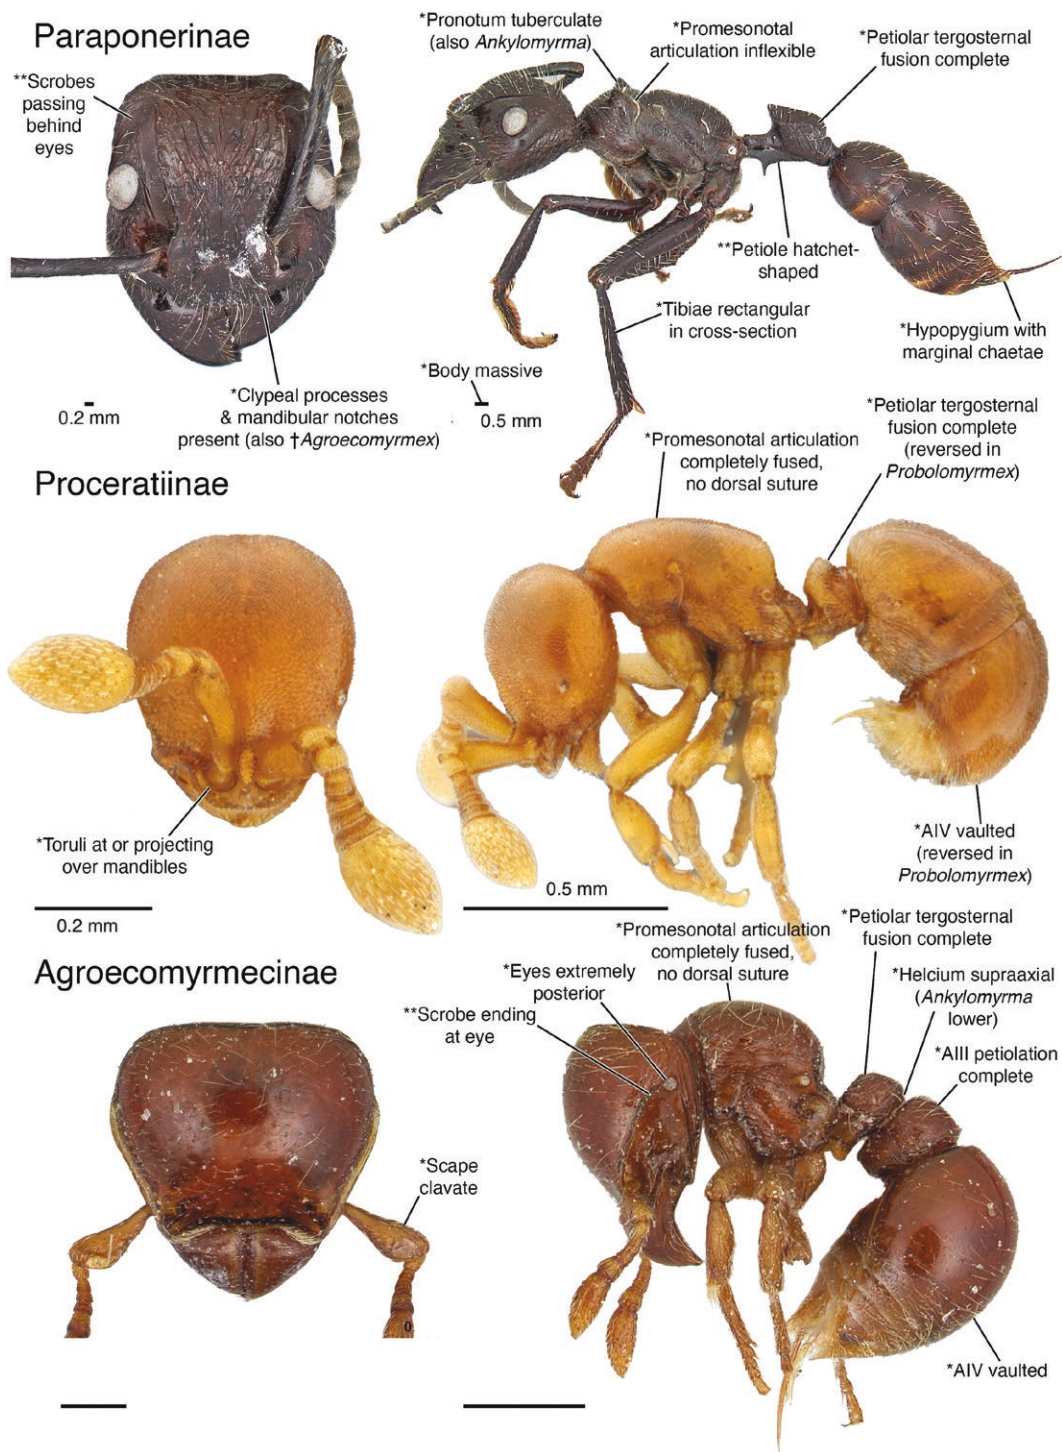 Paraponerinae
**Scrobes
passing
behind
eyes
*Pronotum tuberculate
(also Ankylomyrma)
*Promesonotal
articulation inflexible
*Petiolar tergosternal
fusion complete
**Petiole hatchet-
shaped
*Tibiae rectangular
in cross-section
*Hypopygium with
marginal chaetae
*Body massive
0.5 mm
0.2 mm
*Clypeal processes
& mandibular notches
present (also †Agroecomyrmex)
Proceratiinae
*Promesonotal articulation
completely fused,
no dorsal suture
*Petiolar tergosternal
fusion complete
(reversed in
Probolomyrmex)
*Toruli at or projecting
over mandibles
0.2 mm
0.5 mm
*AIV vaulted
(reversed in
Probolomyrmex)
Agroecomyrmecinae
*Promesonotal articulation
completely fused,
no dorsal suture
*Eyes extremely
posterior
**Scrobe ending
at eye
*Petiolar tergosternal
fusion complete
*Helcium supraaxial
(Ankylomyrma
lower)
*AIII petiolation
complete
*Scape
clavate
0
*AIV vaulted